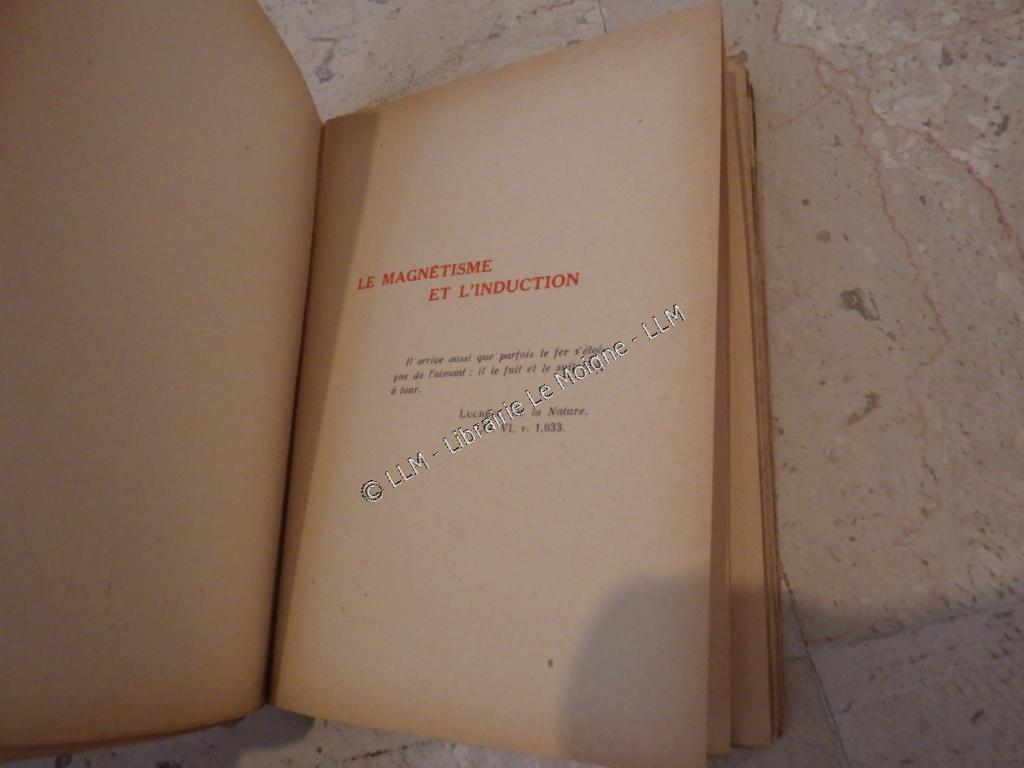 LE MAGNÉTISME
ET L'INDUCTION
Il arrive aussi que parfois le fer s'éloi-
gne de l'aimant : il le fuit et le
à tour.
la Nature.
VI, v. 1.033.
© LLM - Librairie Le Moigne - LLM
6